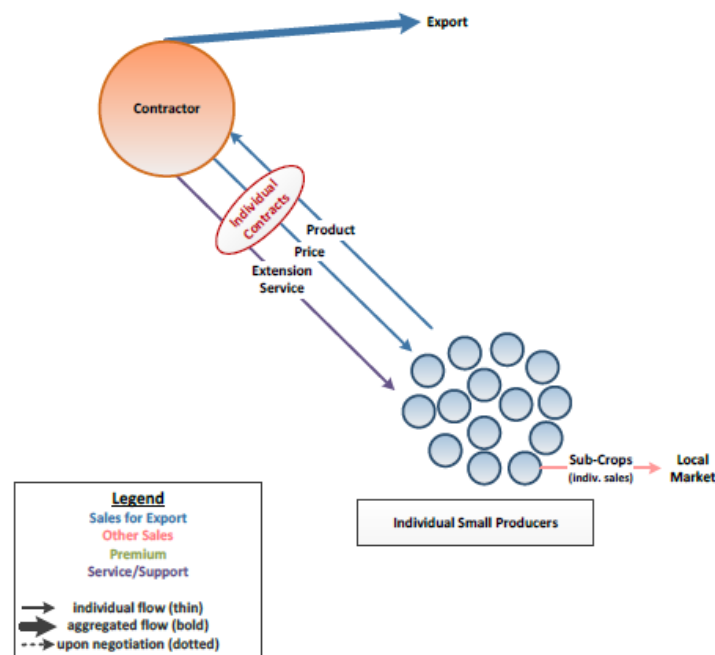 Export
Contractor
Individual
Contracts
Product
Price
Extension
Service
Sub-Crops
(indiv. sales)
Local
Market
Individual Small Producers
Legend
Sales for Export
Other Sales
Premium
Service/Support
individual flow (thin)
aggregated flow (bold)
upon negotiation (dotted)